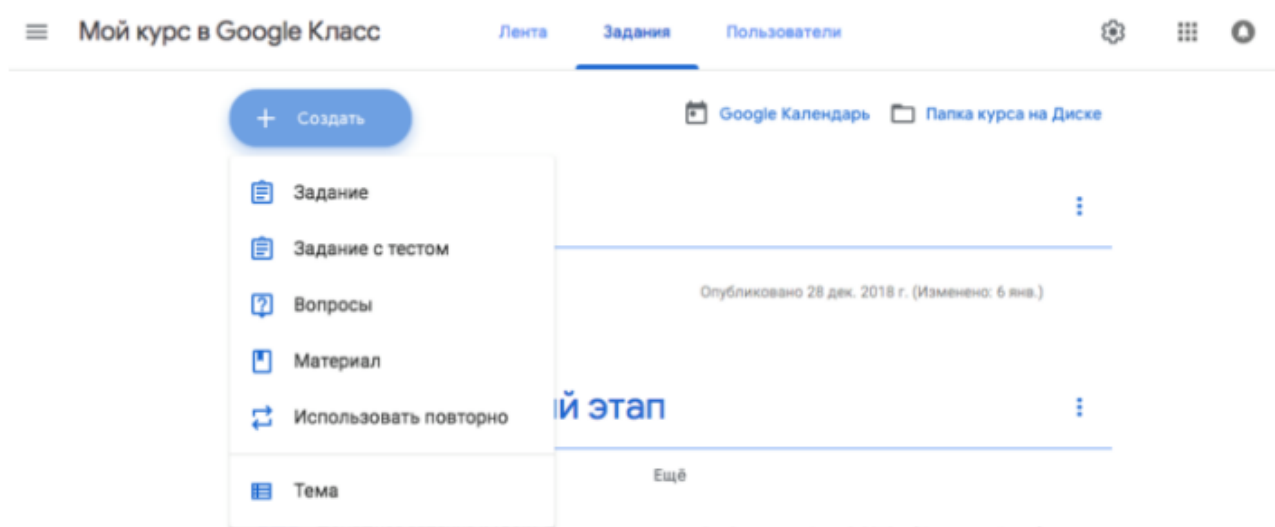 Мой курс в Google Класс
Лента
Задания
Пользователи
Создать
Google Календарь
Папка курса на Диске
Задание
Задание с тестом
Опубликовано 28 дек. 2018 г. (Изменено: 6 янв.)
Вопросы
Материал
Использовать повторно
й этап
Ещё
Тема